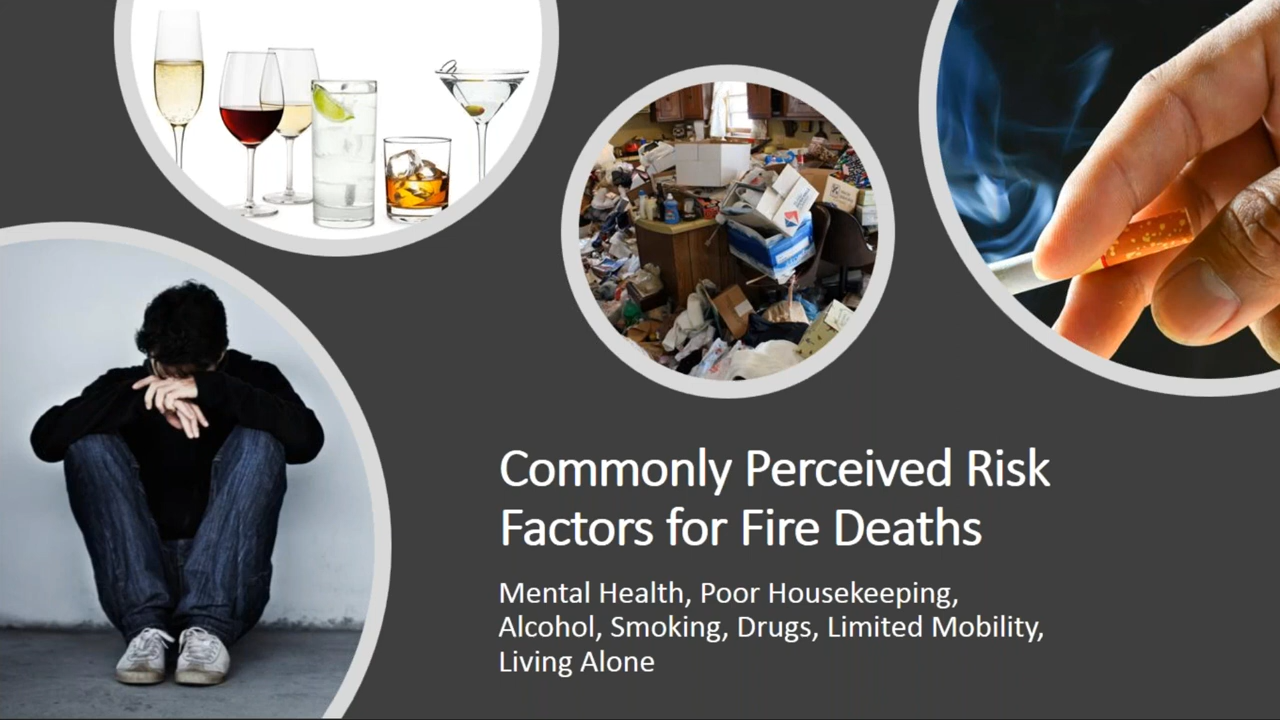 Commonly Perceived Risk
Factors for Fire Deaths
Mental Health, Poor Housekeeping,
Alcohol, Smoking, Drugs, Limited Mobility,
Living Alone